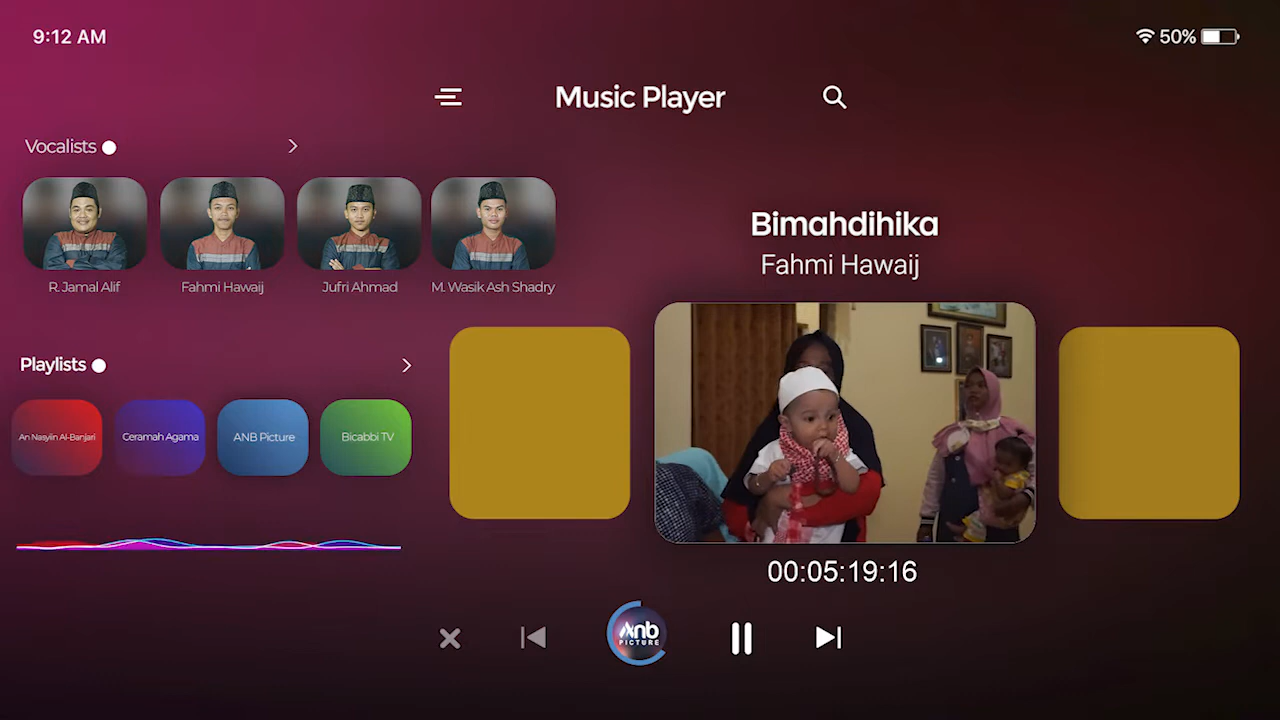 9:12 AM
50%
Music Player
Vocalists
R. Jamal Alif
Fahmi Hawaij
Jufri Ahmad
M. Wasik Ash Shadry
Bimahdihika
Fahmi Hawaij
Playlists
An Nasyiin Al-Banjari
Ceramah Agama
ANB Picture
Bicabbi TV
00:05:19:16
Anb
PICTURE